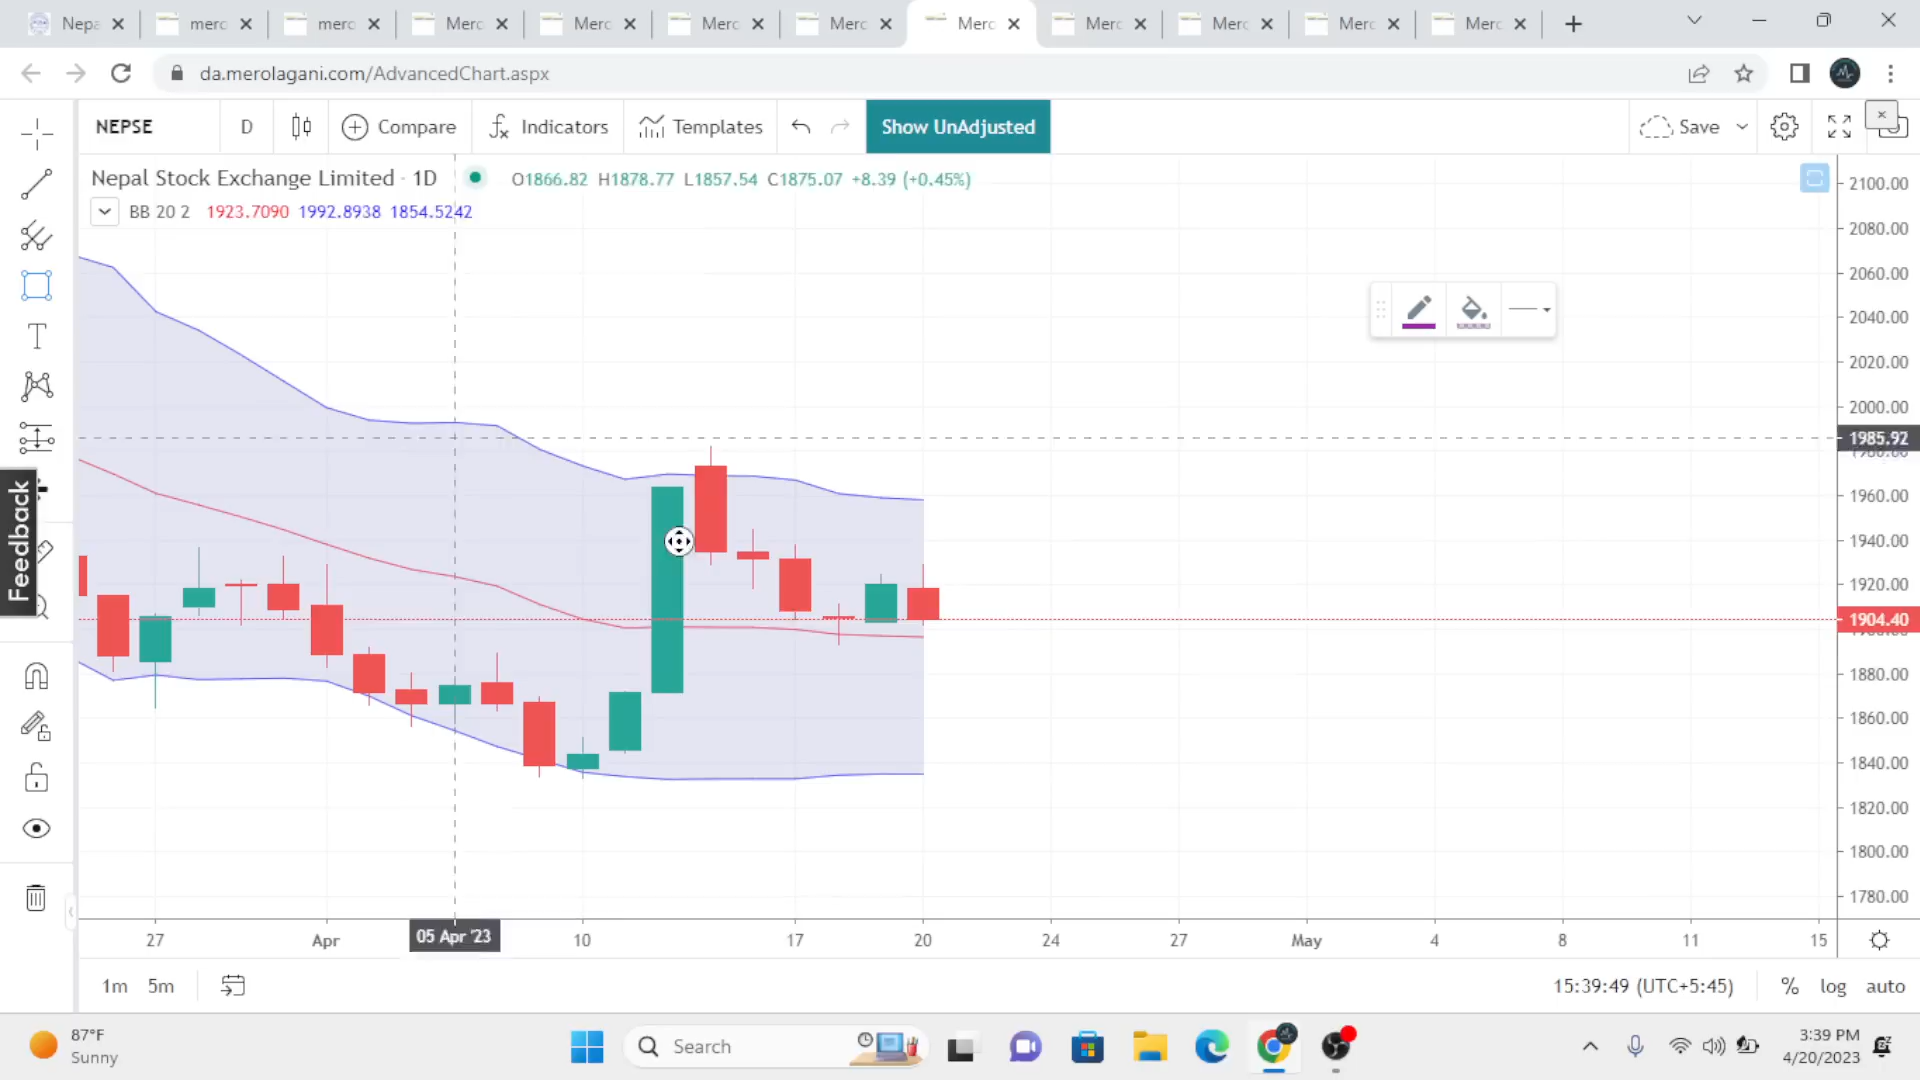 Nepa
merc
merc
Merc
Merc
Merc
Merc
Merc
Merc
Merc
Merc
Merc
da.merolagani.com/AdvancedChart.aspx
NEPSE
D
Compare
Indicators
Templates
Show UnAdjusted
Save
Nepal Stock Exchange Limited · 1D
O1866.82 H1878.77 L1857.54 C1875.07 +8.39 (+0.45%)
BB 20 2 1923.7090 1992.8938 1854.5242
2100.00
2080.00
2060.00
2040.00
2020.00
2000.00
1985.92
1960.00
1940.00
1920.00
1904.40
1880.00
1860.00
1840.00
1820.00
1800.00
1780.00
Feedback
27
Apr
05 Apr '23
10
17
20
24
27
May
4
8
11
15
1m
5m
15:39:49 (UTC+5:45)
%
log
auto
87°F
Sunny
Search
3:39 PM
4/20/2023